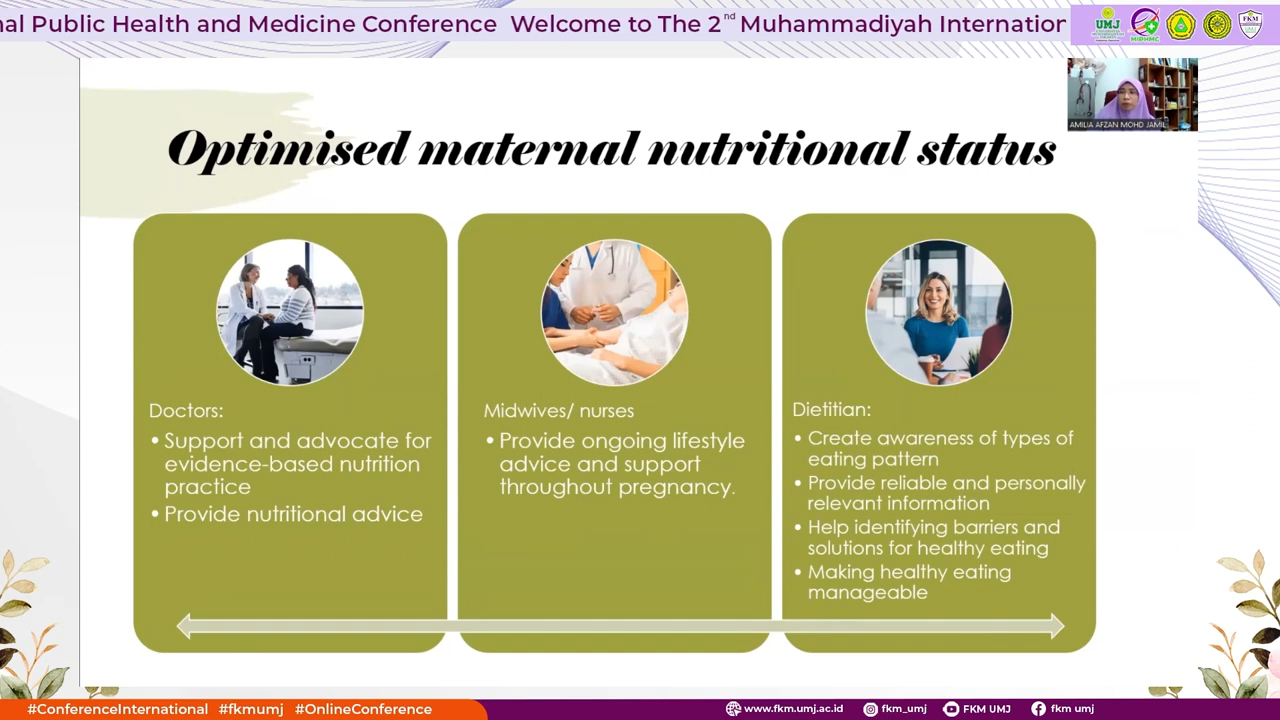 nal Public Health and Medicine Conference Welcome to The 2nd Muhammadiyah Internation
UMJ
MIPHMC
FKM
AMILIA AFZAN MOHD JAMIL
Optimised maternal nutritional status
Doctors:
• Support and advocate for
evidence-based nutrition
practice
• Provide nutritional advice
Midwives/ nurses
• Provide ongoing lifestyle
advice and support
throughout pregnancy.
Dietitian:
• Create awareness of types of
eating pattern
• Provide reliable and personally
relevant information
• Help identifying barriers and
solutions for healthy eating
• Making healthy eating
manageable
#ConferenceInternational #fkmumj #OnlineConference
www.fkm.umj.ac.id fkm_umj FKM UMJ fkm umj